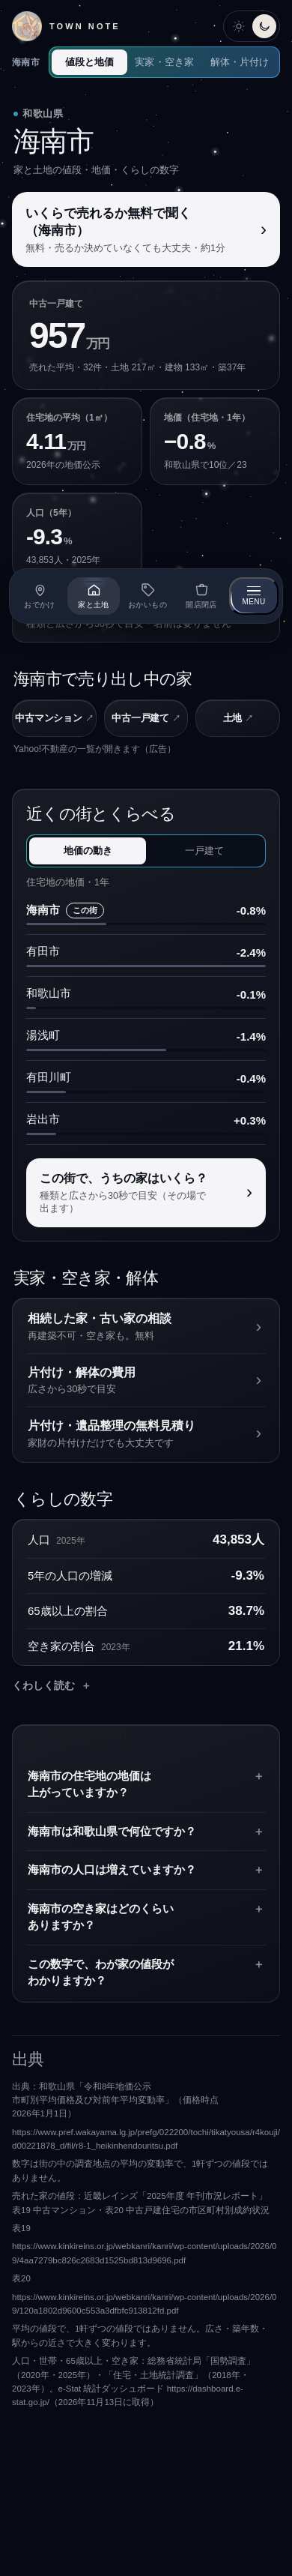 TOWN NOTE
海南市
値段と地価
実家・空き家
解体・片付け
和歌山県
海南市
家と土地の値段・地価・くらしの数字
いくらで売れるか無料で聞く
（海南市）
無料・売るか決めていなくても大丈夫・約1分
›
中古一戸建て
957万円
売れた平均・32件・土地 217㎡・建物 133㎡・築37年
住宅地の平均（1㎡）
4.11万円
2026年の地価公示
地価（住宅地・1年）
−0.8%
和歌山県で10位／23
人口（5年）
-9.3%
43,853人・2025年
おでかけ
家と土地
おかいもの
開店閉店
MENU
海南市で売り出し中の家
中古マンション ↗
中古一戸建て ↗
土地 ↗
Yahoo!不動産の一覧が開きます（広告）
近くの街とくらべる
地価の動き
一戸建て
住宅地の地価・1年
海南市 この街 -0.8%
有田市 -2.4%
和歌山市 -0.1%
湯浅町 -1.4%
有田川町 -0.4%
岩出市 +0.3%
この街で、うちの家はいくら？
種類と広さから30秒で目安（その場で
出ます）
›
実家・空き家・解体
相続した家・古い家の相談
再建築不可・空き家も。無料
›
片付け・解体の費用
広さから30秒で目安
›
片付け・遺品整理の無料見積り
家財の片付けだけでも大丈夫です
›
くらしの数字
人口 2025年 43,853人
5年の人口の増減 -9.3%
65歳以上の割合 38.7%
空き家の割合 2023年 21.1%
くわしく読む +
海南市の住宅地の地価は
上がっていますか？ +
海南市は和歌山県で何位ですか？ +
海南市の人口は増えていますか？ +
海南市の空き家はどのくらい
ありますか？ +
この数字で、わが家の値段が
わかりますか？ +
出典
出典：和歌山県「令和8年地価公示
市町別平均価格及び対前年平均変動率」（価格時点
2026年1月1日）
https://www.pref.wakayama.lg.jp/prefg/022200/tochi/tikatyousa/r4kouji/
d00221878_d/fil/r8-1_heikinhendouritsu.pdf
数字は街の中の調査地点の平均の変動率で、1軒ずつの値段では
ありません。
売れた家の値段：近畿レインズ「2025年度 年刊市況レポート」
表19 中古マンション・表20 中古戸建住宅の市区町村別成約状況
表19
https://www.kinkireins.or.jp/webkanri/kanri/wp-content/uploads/2026/0
9/4aa7279bc826c2683d1525bd813d9696.pdf
表20
https://www.kinkireins.or.jp/webkanri/kanri/wp-content/uploads/2026/0
9/120a1802d9600c553a3dfbfc913812fd.pdf
平均の値段で、1軒ずつの値段ではありません。広さ・築年数・
駅からの近さで大きく変わります。
人口・世帯・65歳以上・空き家：総務省統計局「国勢調査」
（2020年・2025年）・「住宅・土地統計調査」（2018年・
2023年）。e-Stat 統計ダッシュボード https://dashboard.e-
stat.go.jp/（2026年11月13日に取得）